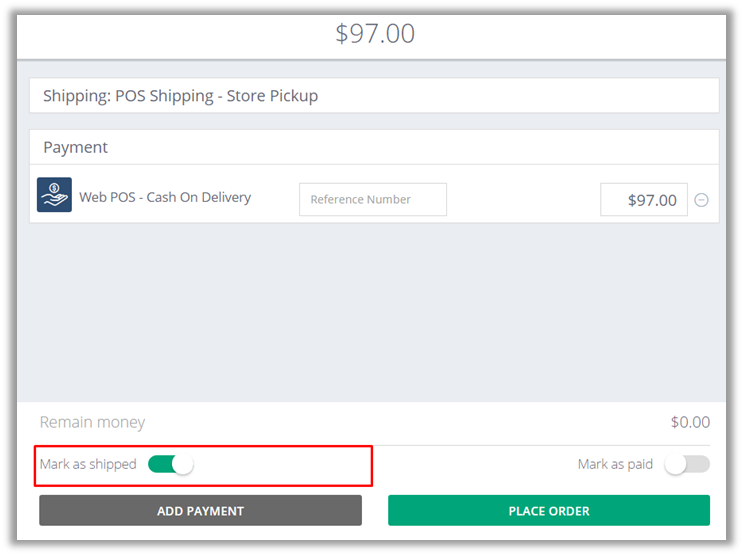 $97.00
Shipping: POS Shipping - Store Pickup
Payment
Web POS - Cash On Delivery
Reference Number
$97.00
Remain money
$0.00
Mark as shipped
Mark as paid
ADD PAYMENT
PLACE ORDER